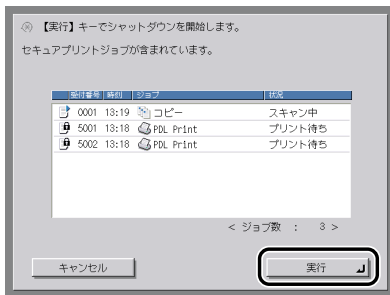 【実行】キーでシャットダウンを開始します。
セキュアプリントジョブが含まれています。
受付番号 時刻 ジョブ 状況
0001 13:19 コピー スキャン中
5001 13:18 PDL Print プリント待ち
5002 13:18 PDL Print プリント待ち
< ジョブ数 : 3 >
キャンセル 実行